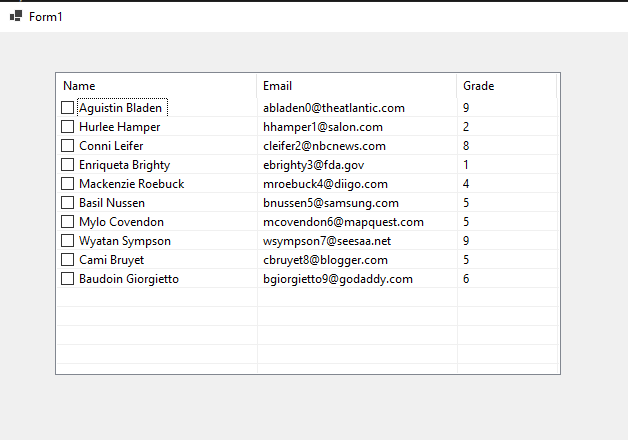 Form1
Name Email Grade
Aguistin Bladen abladen0@theatlantic.com 9
Hurlee Hamper hhamper1@salon.com 2
Conni Leifer cleifer2@nbcnews.com 8
Enriqueta Brighty ebrighty3@fda.gov 1
Mackenzie Roebuck mroebuck4@diigo.com 4
Basil Nussen bnussen5@samsung.com 5
Mylo Covendon mcovendon6@mapquest.com 5
Wyatan Sympson wsympson7@seesaa.net 9
Cami Bruyet cbruyet8@blogger.com 5
Baudoin Giorgietto bgiorgietto9@godaddy.com 6